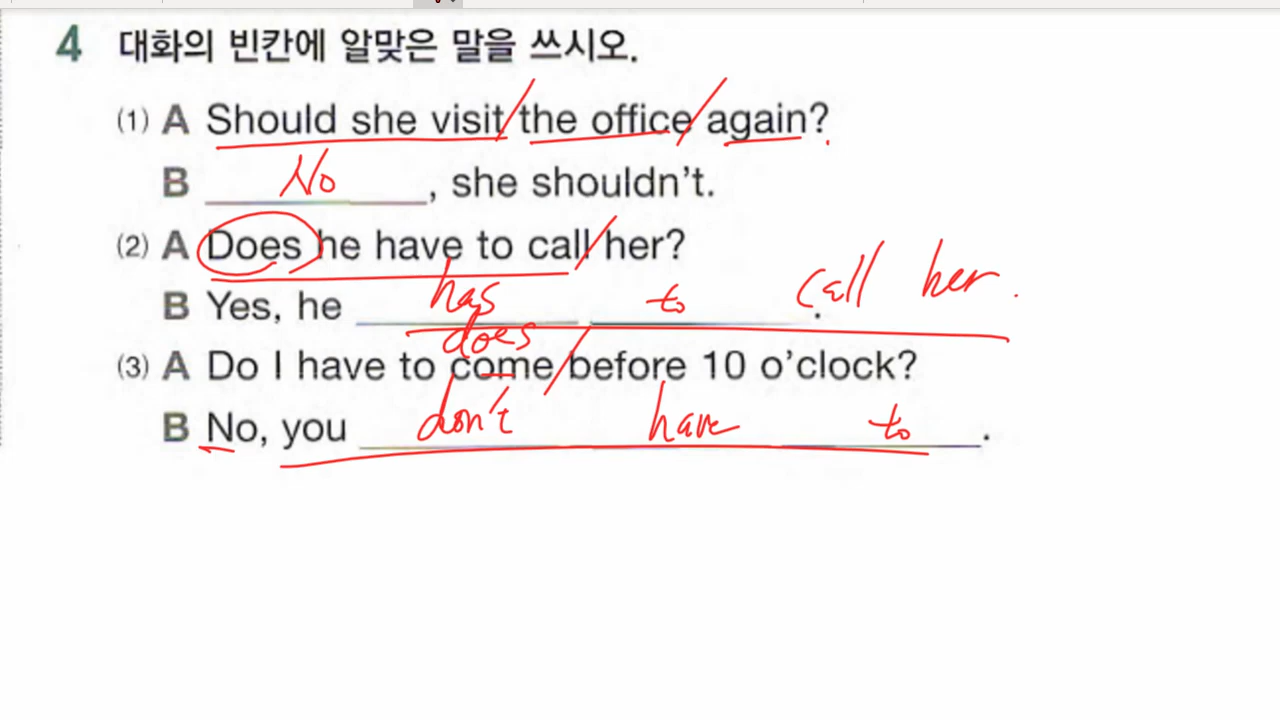 4 대화의 빈칸에 알맞은 말을 쓰시오.
(1) A Should she visit/the office/again?
B No, she shouldn't.
(2) A Does he have to call/her?
B Yes, he has to. call her.
does
(3) A Do I have to come/before 10 o'clock?
B No, you don't have to.